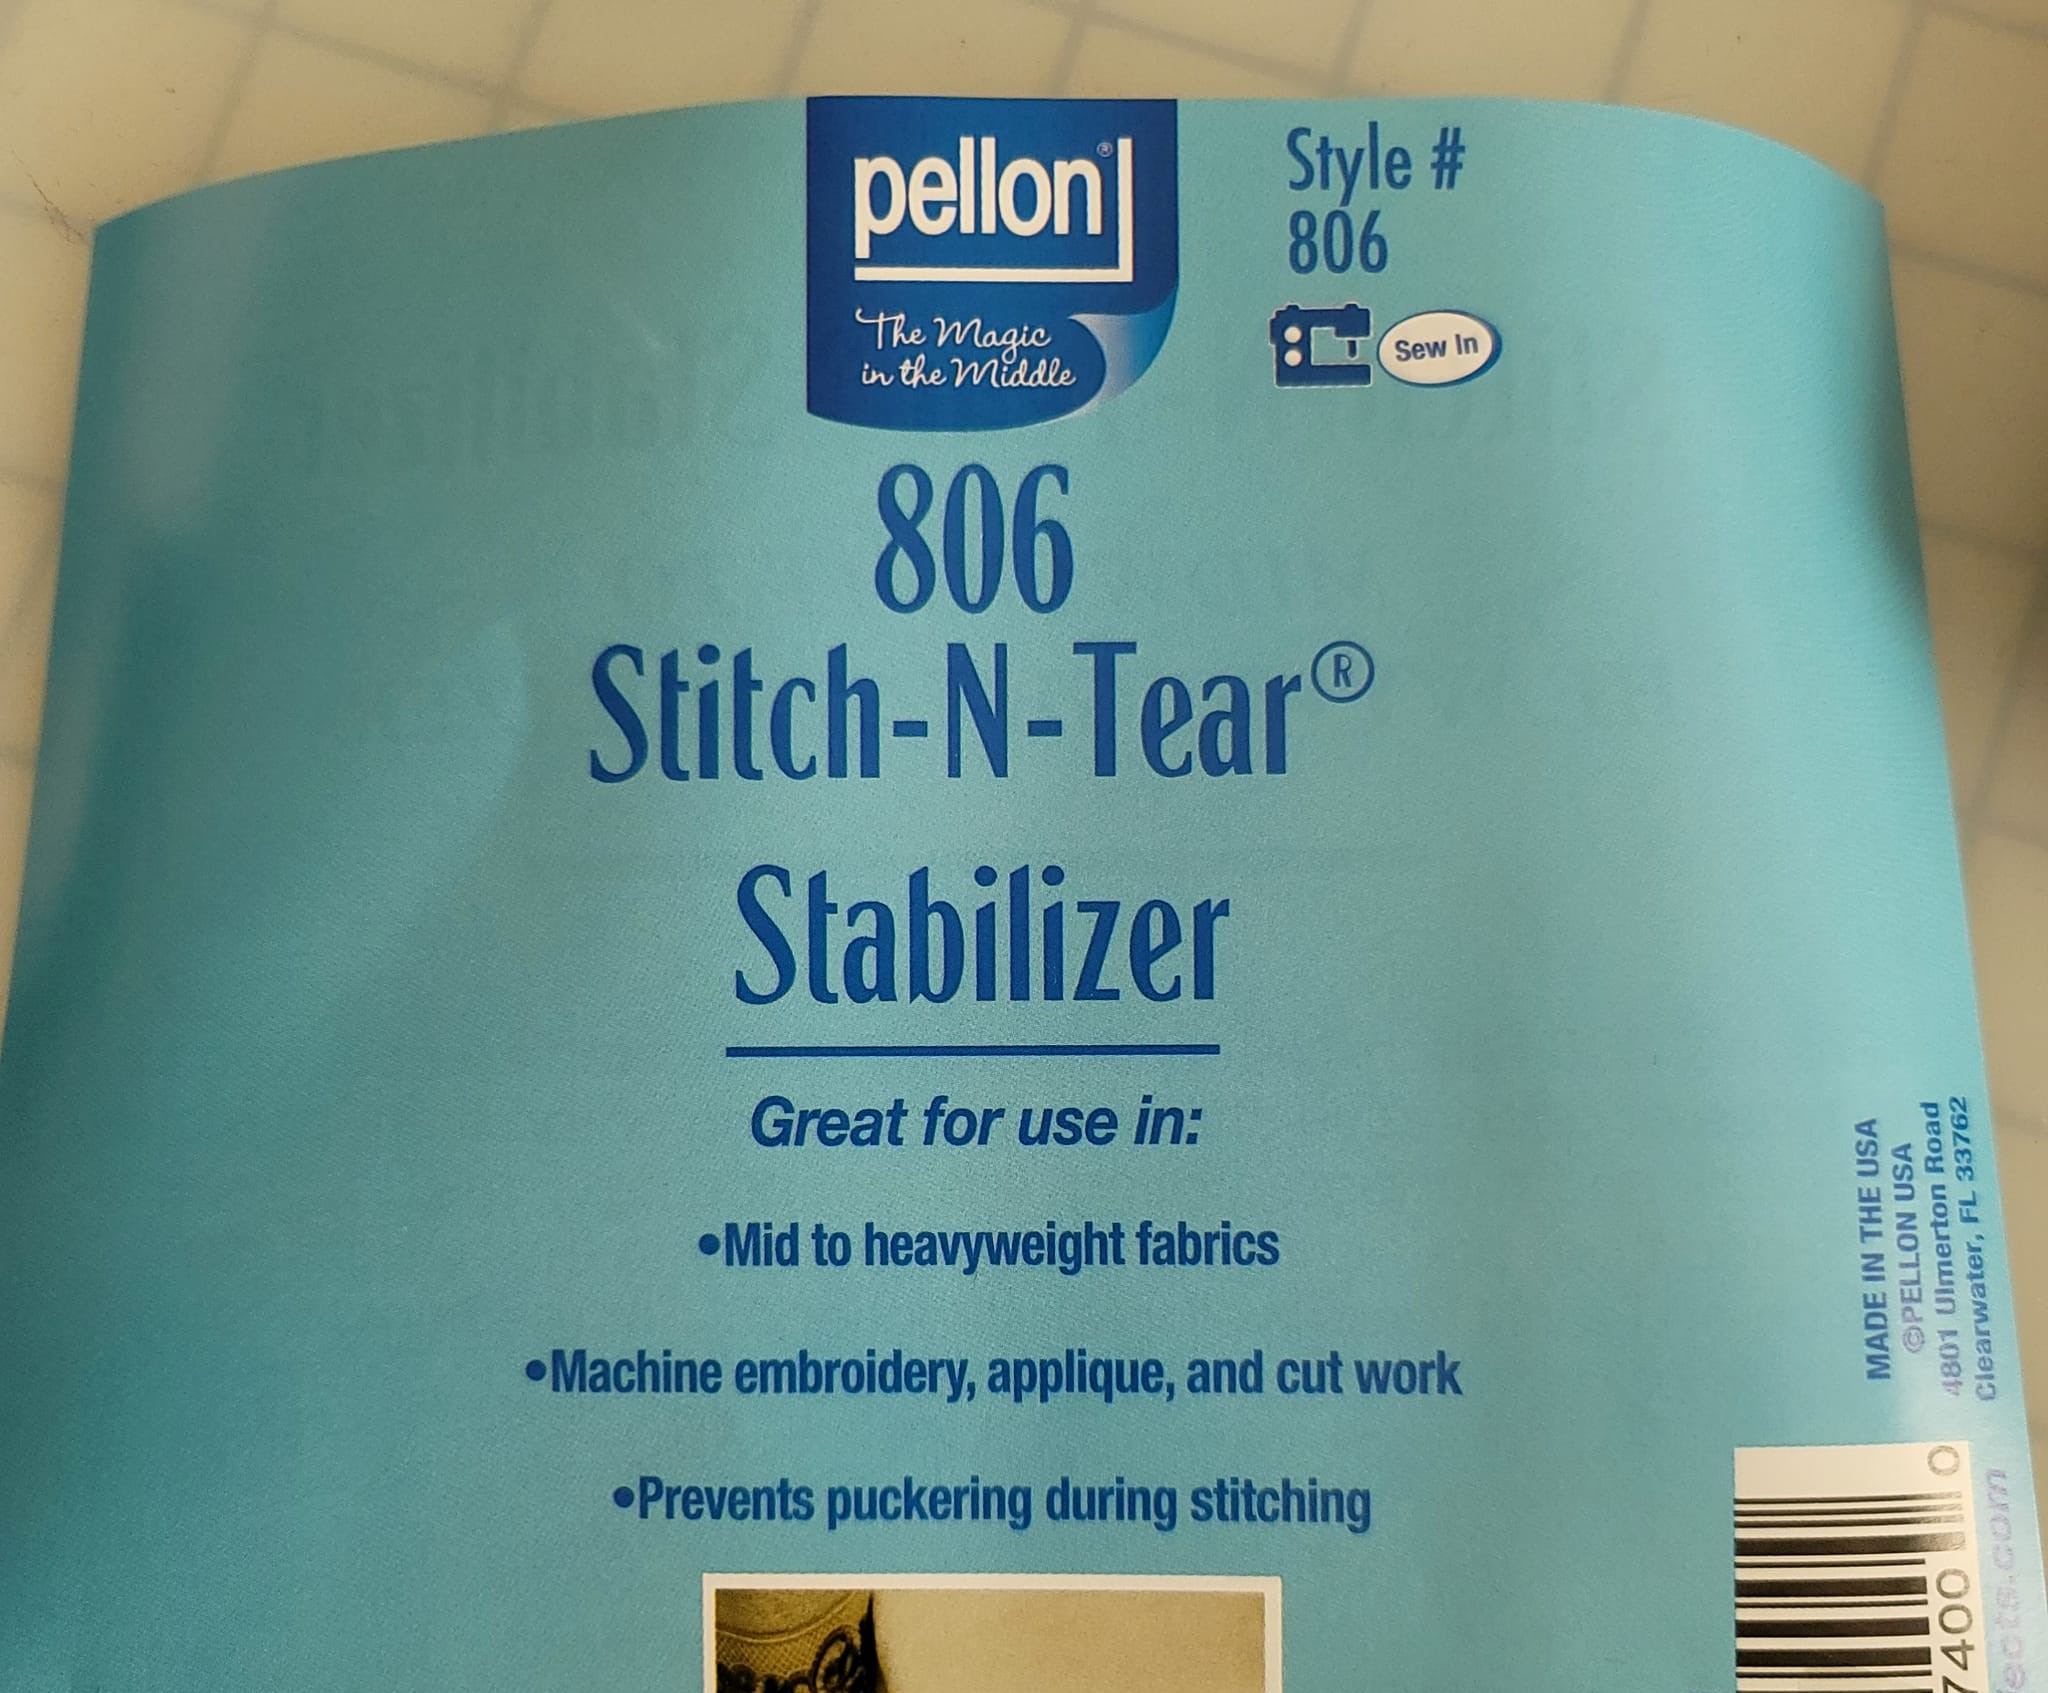 pellon®
The Magic
in the Middle
Style #
806
Sew In
806
Stitch-N-Tear®
Stabilizer
Great for use in:
•Mid to heavyweight fabrics
•Machine embroidery, applique, and cut work
•Prevents puckering during stitching
MADE IN THE USA
©PELLON USA
4801 Ulmerton Road
Clearwater, FL 33762
0